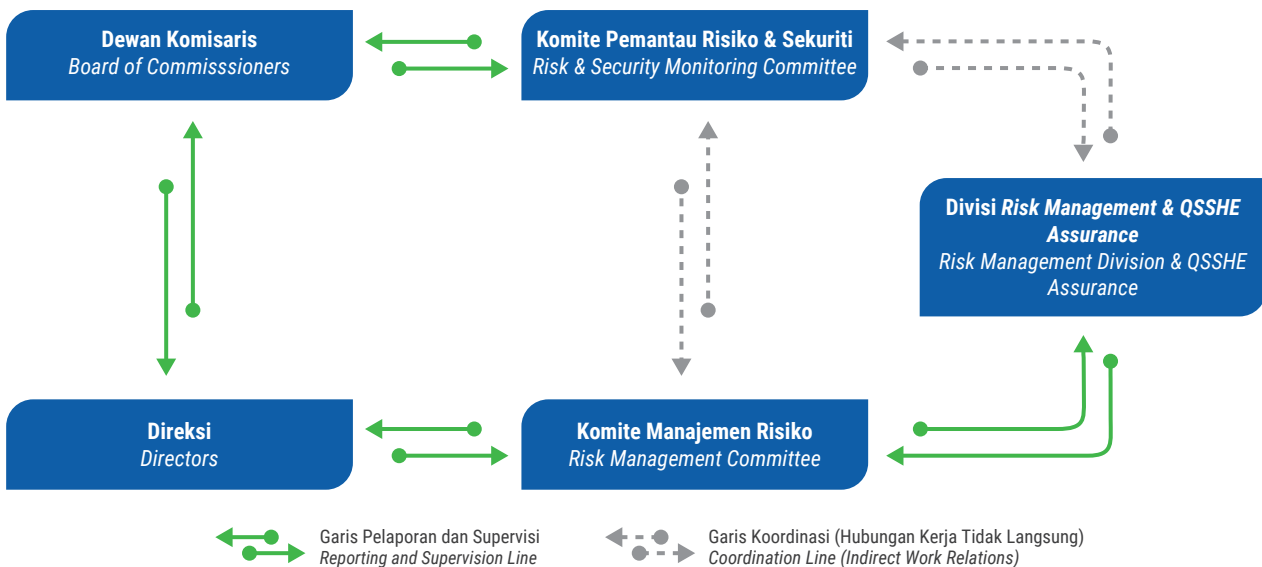 Dewan Komisaris
Board of Commisssioners
Komite Pemantau Risiko & Sekuriti
Risk & Security Monitoring Committee
Divisi Risk Management & QSSHE
Assurance
Risk Management Division & QSSHE
Assurance
Direksi
Directors
Komite Manajemen Risiko
Risk Management Committee
Garis Pelaporan dan Supervisi
Reporting and Supervision Line
Garis Koordinasi (Hubungan Kerja Tidak Langsung)
Coordination Line (Indirect Work Relations)